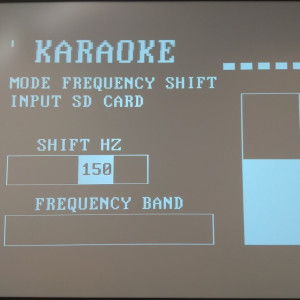 ' KARAOKE
MODE FREQUENCY SHIFT
INPUT SD CARD
SHIFT HZ
150
FREQUENCY BAND